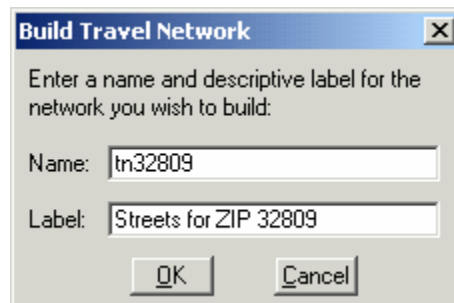 Build Travel Network
Enter a name and descriptive label for the
network you wish to build:
Name: tn32809
Label: Streets for ZIP 32809
OK Cancel